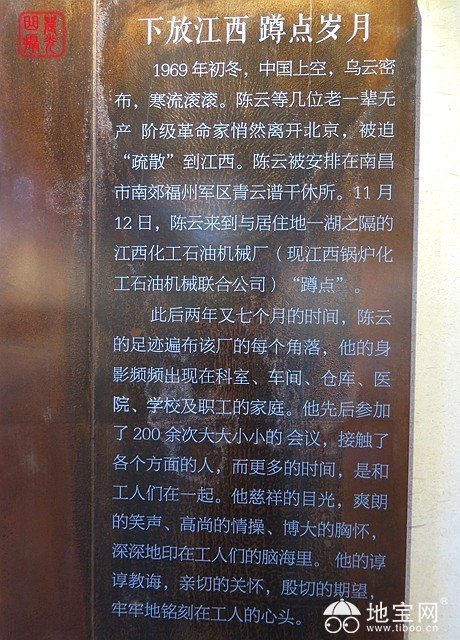 下放江西 蹲点岁月
1969年初冬，中国上空，乌云密
布，寒流滚滚。陈云等几位老一辈无
产 阶级革命家悄然离开北京，被迫
“疏散”到江西。陈云被安排在南昌
市南郊福州军区青云谱干休所。11月
12日，陈云来到与居住地一湖之隔的
江西化工石油机械厂（现江西锅炉化
工石油机械联合公司）“蹲点”。
此后两年又七个月的时间，陈云
的足迹遍布该厂的每个角落，他的身
影频频出现在科室、车间、仓库、医
院、学校及职工的家庭。他先后参加
了200余次大大小小的 会议，接触了
各个方面的人，而更多的时间，是和
工人们在一起。他慈祥的目光，爽朗
的笑声、高尚的情操、博大的胸怀，
深深地印在工人们的脑海里。 他的谆
谆教诲，亲切的关怀，殷切的期望，
牢牢地铭刻在工人的心头。
地宝网®
www.tiboo.cn